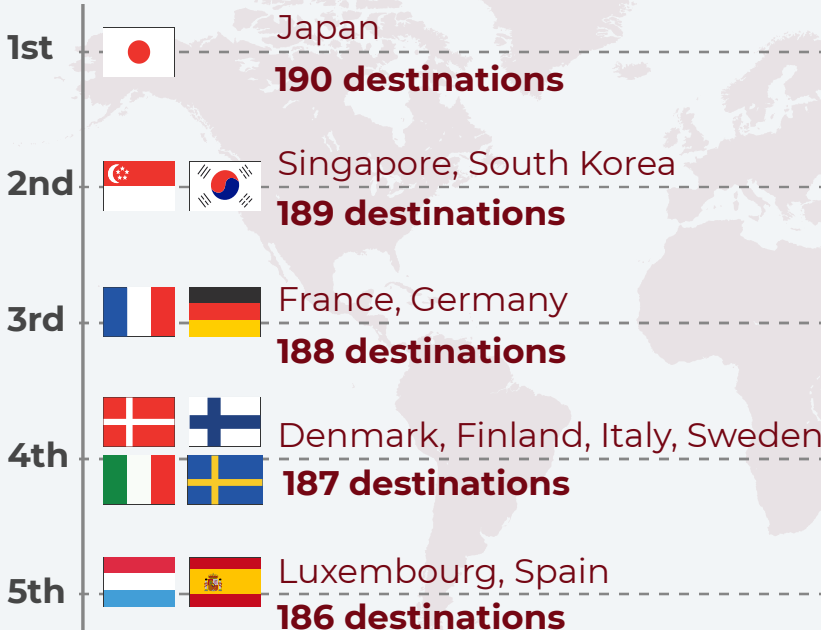 1st
Japan
190 destinations
2nd
Singapore, South Korea
189 destinations
3rd
France, Germany
188 destinations
4th
Denmark, Finland, Italy, Sweden
187 destinations
5th
Luxembourg, Spain
186 destinations